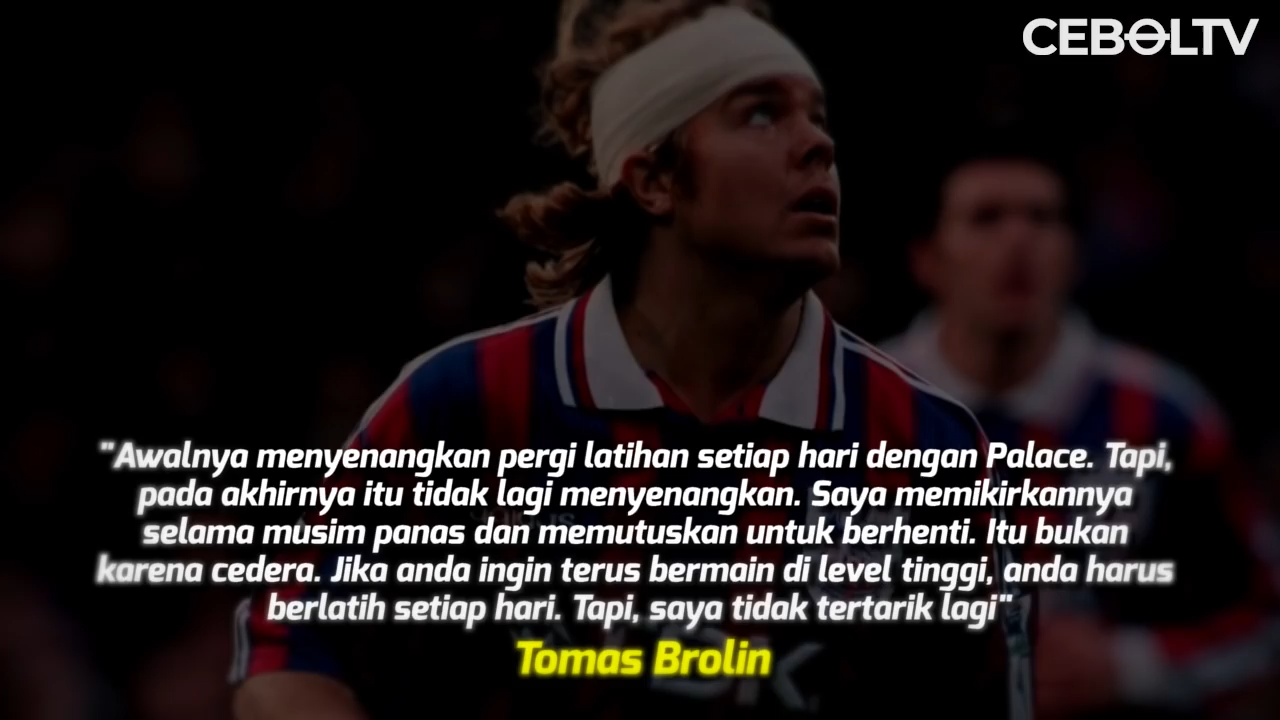 CEBOLTV
"Awalnya menyenangkan pergi latihan setiap hari dengan Palace. Tapi,
pada akhirnya itu tidak lagi menyenangkan. Saya memikirkannya
selama musim panas dan memutuskan untuk berhenti. Itu bukan
karena cedera. Jika anda ingin terus bermain di level tinggi, anda harus
berlatih setiap hari. Tapi, saya tidak tertarik lagi"
Tomas Brolin